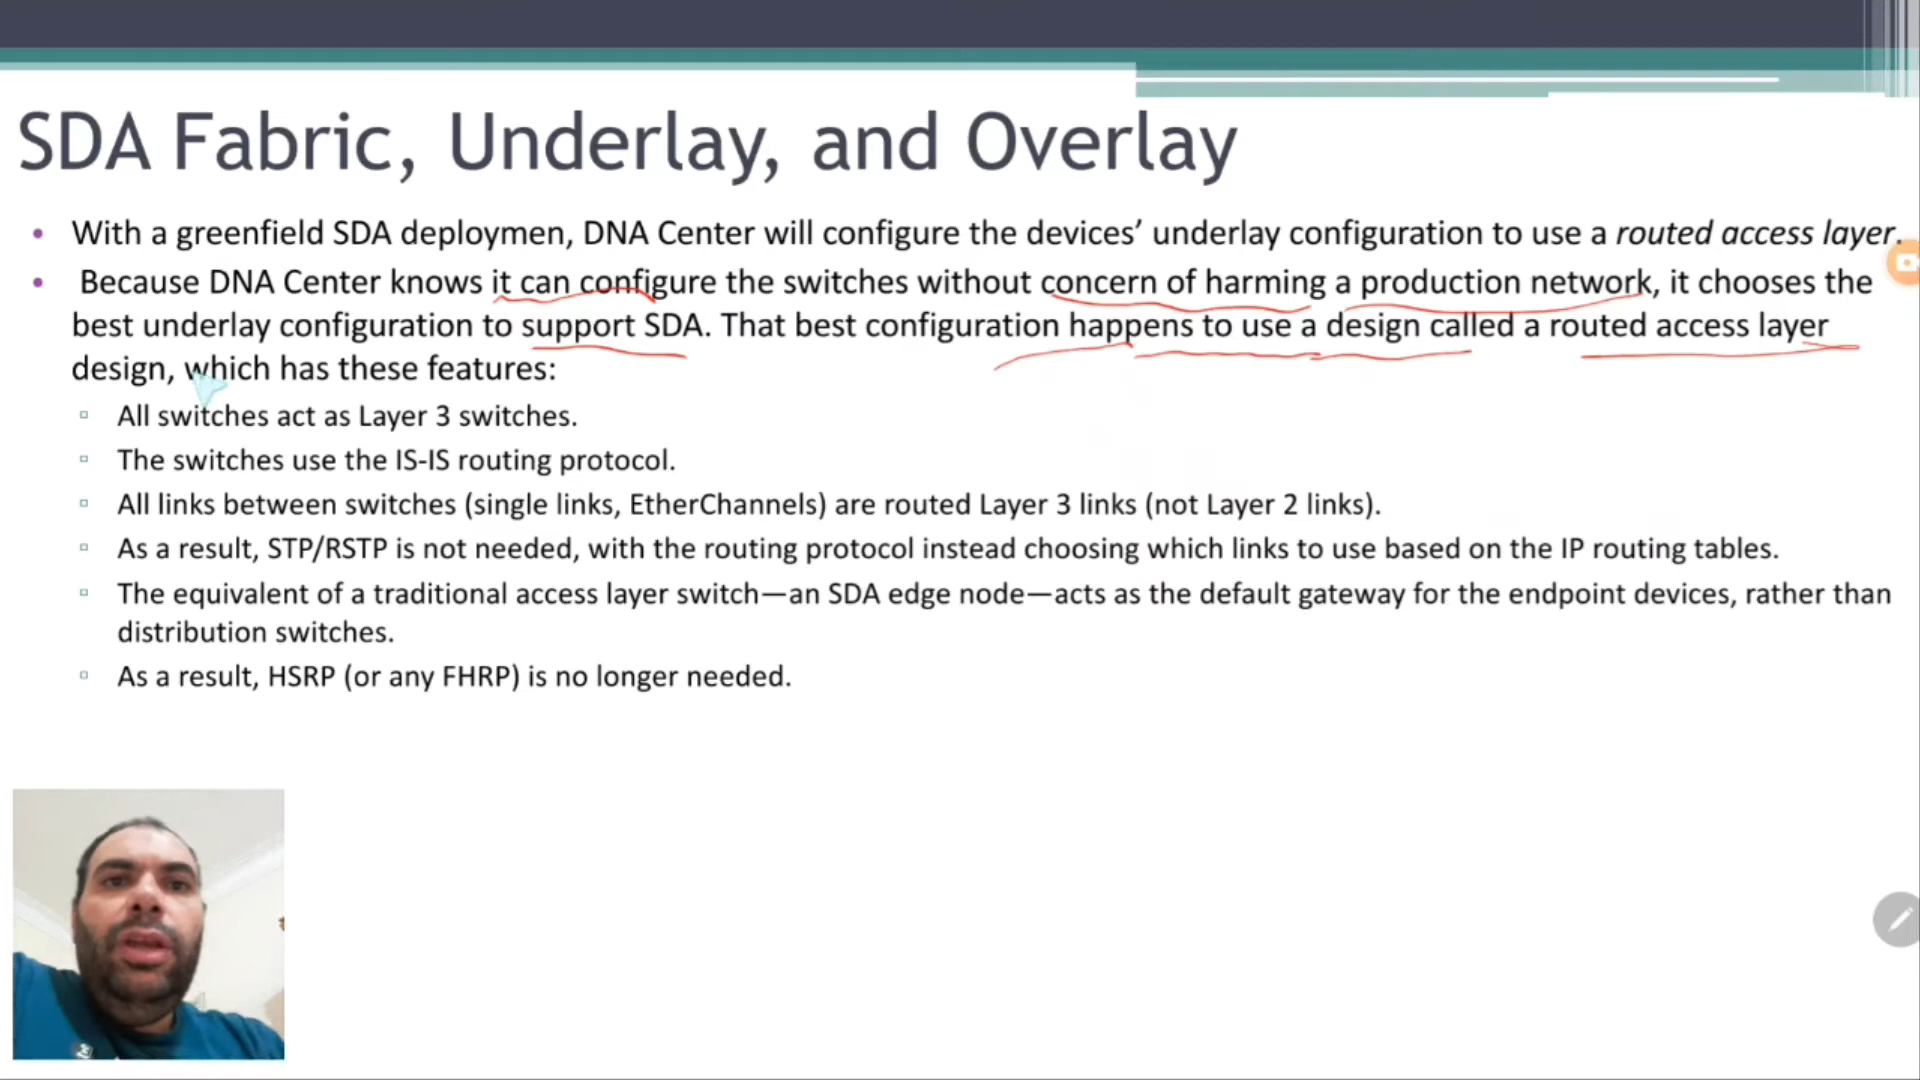 SDA Fabric, Underlay, and Overlay
• With a greenfield SDA deploymen, DNA Center will configure the devices’ underlay configuration to use a routed access layer.
• Because DNA Center knows it can configure the switches without concern of harming a production network, it chooses the
best underlay configuration to support SDA. That best configuration happens to use a design called a routed access layer
design, which has these features:
▫ All switches act as Layer 3 switches.
▫ The switches use the IS-IS routing protocol.
▫ All links between switches (single links, EtherChannels) are routed Layer 3 links (not Layer 2 links).
▫ As a result, STP/RSTP is not needed, with the routing protocol instead choosing which links to use based on the IP routing tables.
▫ The equivalent of a traditional access layer switch—an SDA edge node—acts as the default gateway for the endpoint devices, rather than
distribution switches.
▫ As a result, HSRP (or any FHRP) is no longer needed.